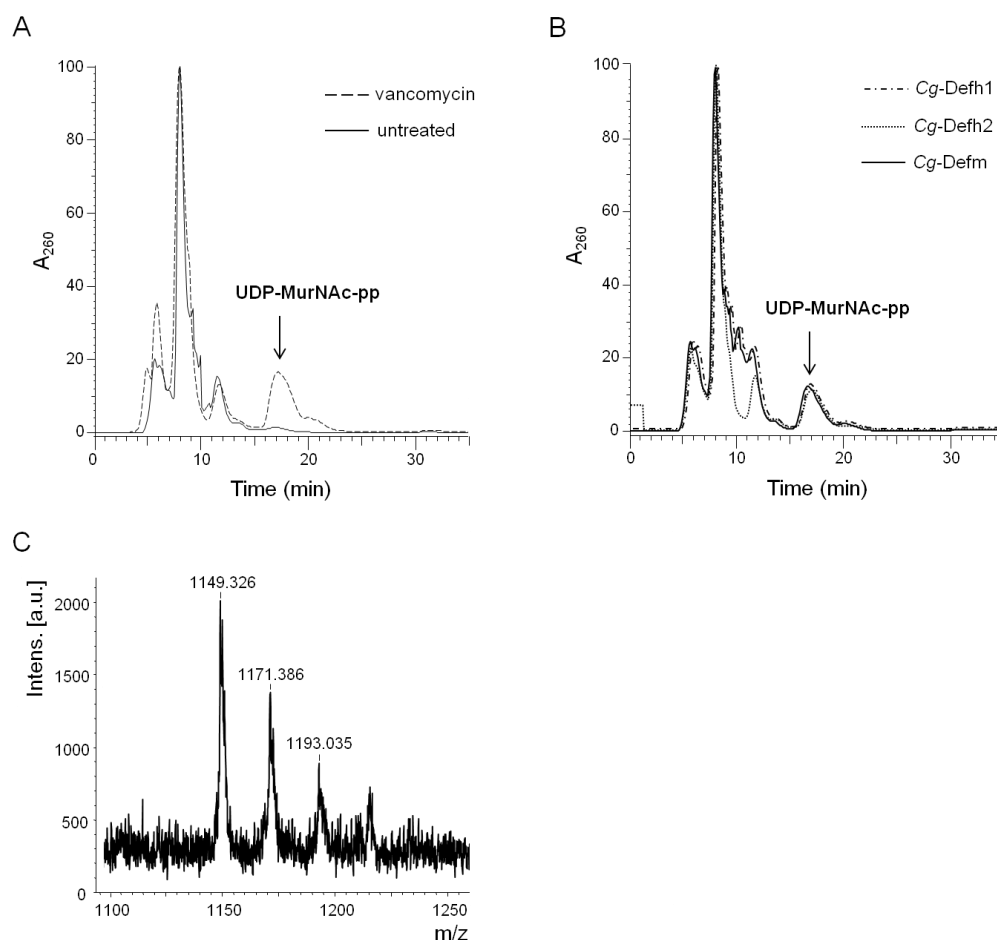 A
100
80
60
40
20
0
A260
vancomycin
untreated
UDP-MurNAc-pp
0
10
20
30
Time (min)
B
100
80
60
40
20
0
A260
Cg-Defh1
Cg-Defh2
Cg-Defm
UDP-MurNAc-pp
0
10
20
30
Time (min)
C
Intens. [a.u.]
2000
1500
1000
500
0
1149.326
1171.386
1193.035
1100
1150
1200
1250
m/z